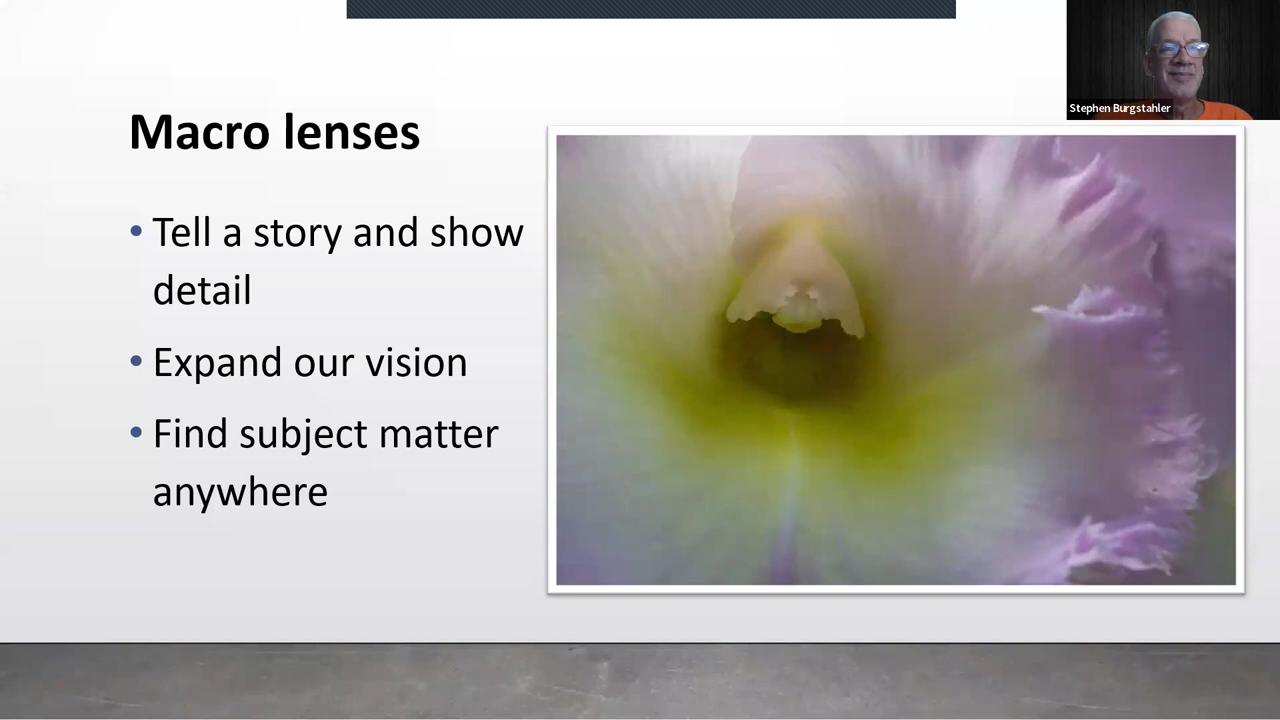 Stephen Burgstahler
Macro lenses
• Tell a story and show
detail
• Expand our vision
• Find subject matter
anywhere